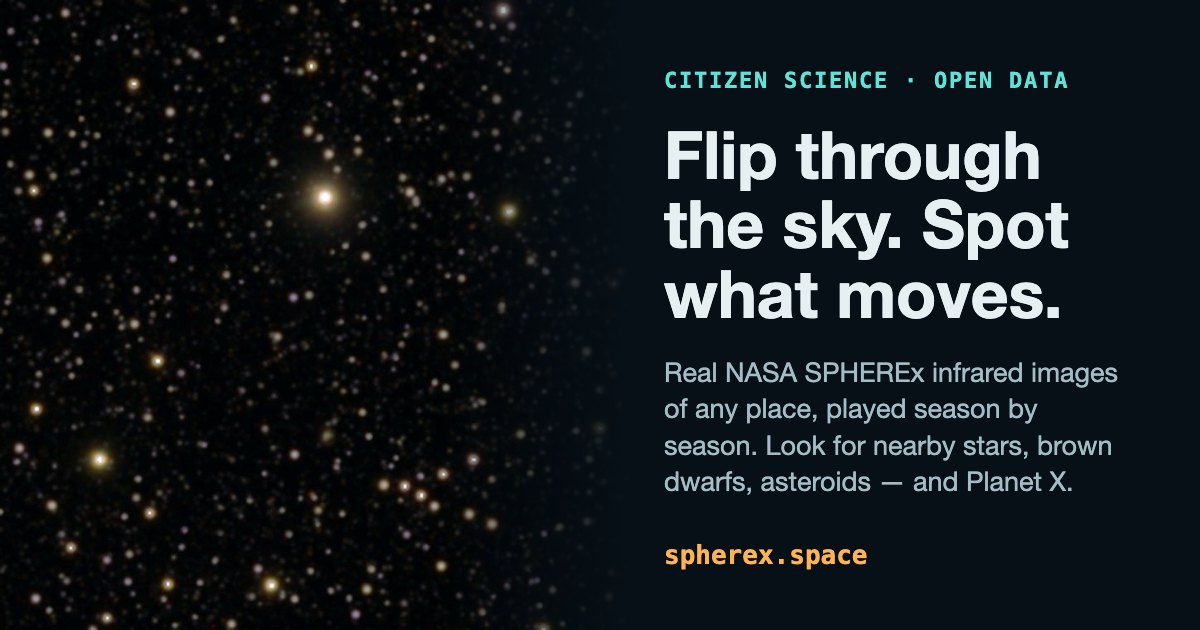 CITIZEN SCIENCE · OPEN DATA
Flip through
the sky. Spot
what moves.
Real NASA SPHEREx infrared images
of any place, played season by
season. Look for nearby stars, brown
dwarfs, asteroids — and Planet X.
spherex.space